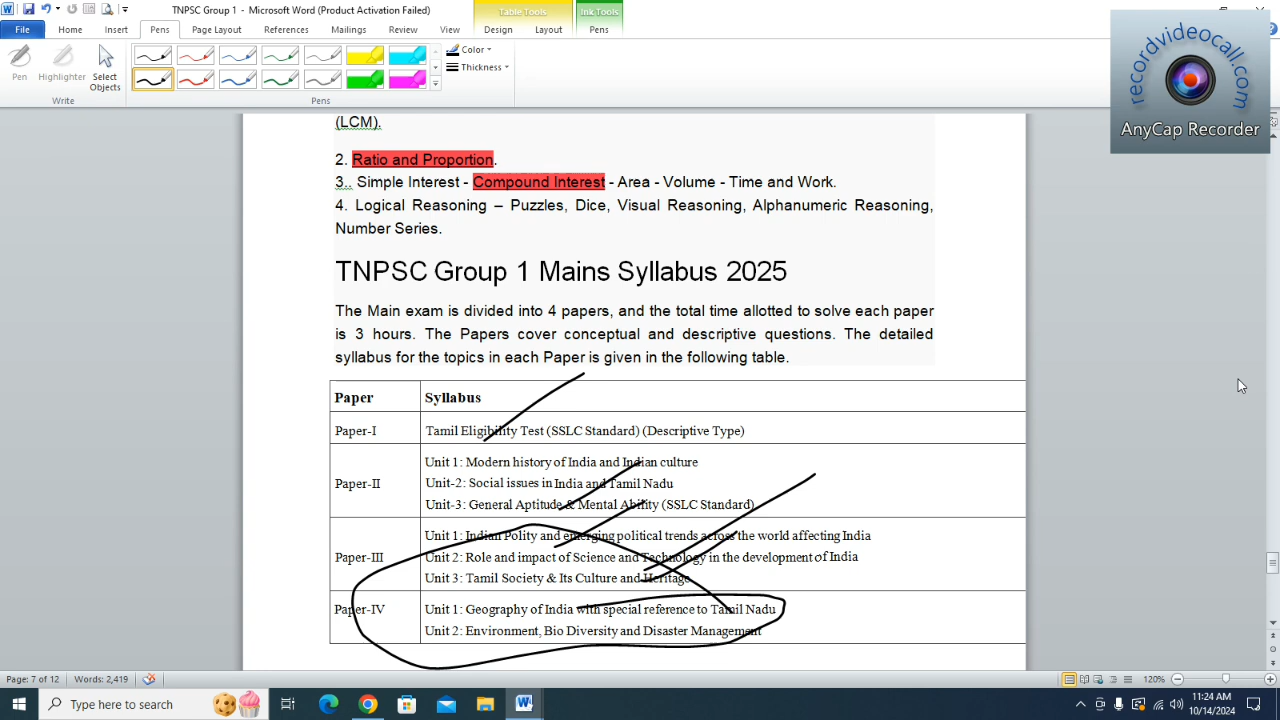 TNPSC Group 1 - Microsoft Word (Product Activation Failed)
Table Tools
Ink Tools
File Home Insert Pens Page Layout References Mailings Review View Design Layout Pens
Pen Highlighter Select Objects
Color
Thickness
Write
Pens
recordvideocall.com
AnyCap Recorder
(LCM).
2. Ratio and Proportion.
3.. Simple Interest - Compound Interest - Area - Volume - Time and Work.
4. Logical Reasoning – Puzzles, Dice, Visual Reasoning, Alphanumeric Reasoning,
Number Series.
TNPSC Group 1 Mains Syllabus 2025
The Main exam is divided into 4 papers, and the total time allotted to solve each paper
is 3 hours. The Papers cover conceptual and descriptive questions. The detailed
syllabus for the topics in each Paper is given in the following table.
Paper Syllabus
Paper-I Tamil Eligibility Test (SSLC Standard) (Descriptive Type)
Unit 1: Modern history of India and Indian culture
Paper-II Unit-2: Social issues in India and Tamil Nadu
Unit-3: General Aptitude & Mental Ability (SSLC Standard)
Unit 1: Indian Polity and emerging political trends across the world affecting India
Paper-III Unit 2: Role and impact of Science and Technology in the development of India
Unit 3: Tamil Society & Its Culture and Heritage
Paper-IV Unit 1: Geography of India with special reference to Tamil Nadu
Unit 2: Environment, Bio Diversity and Disaster Management
Page: 7 of 12 Words: 2,419 120%
Type here to search
11:24 AM
10/14/2024